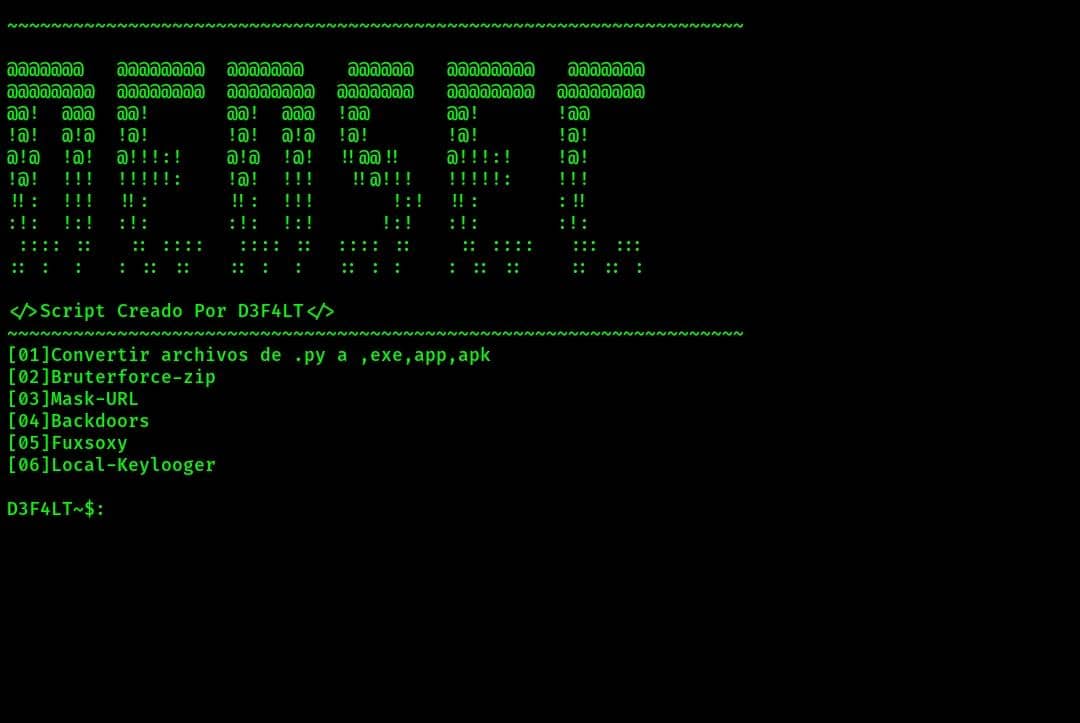 DEDSEC
</>Script Creado Por D3F4LT</>
[01]Convertir archivos de .py a ,exe,app,apk
[02]Bruterforce-zip
[03]Mask-URL
[04]Backdoors
[05]Fuxsoxy
[06]Local-Keylooger
D3F4LT~$: